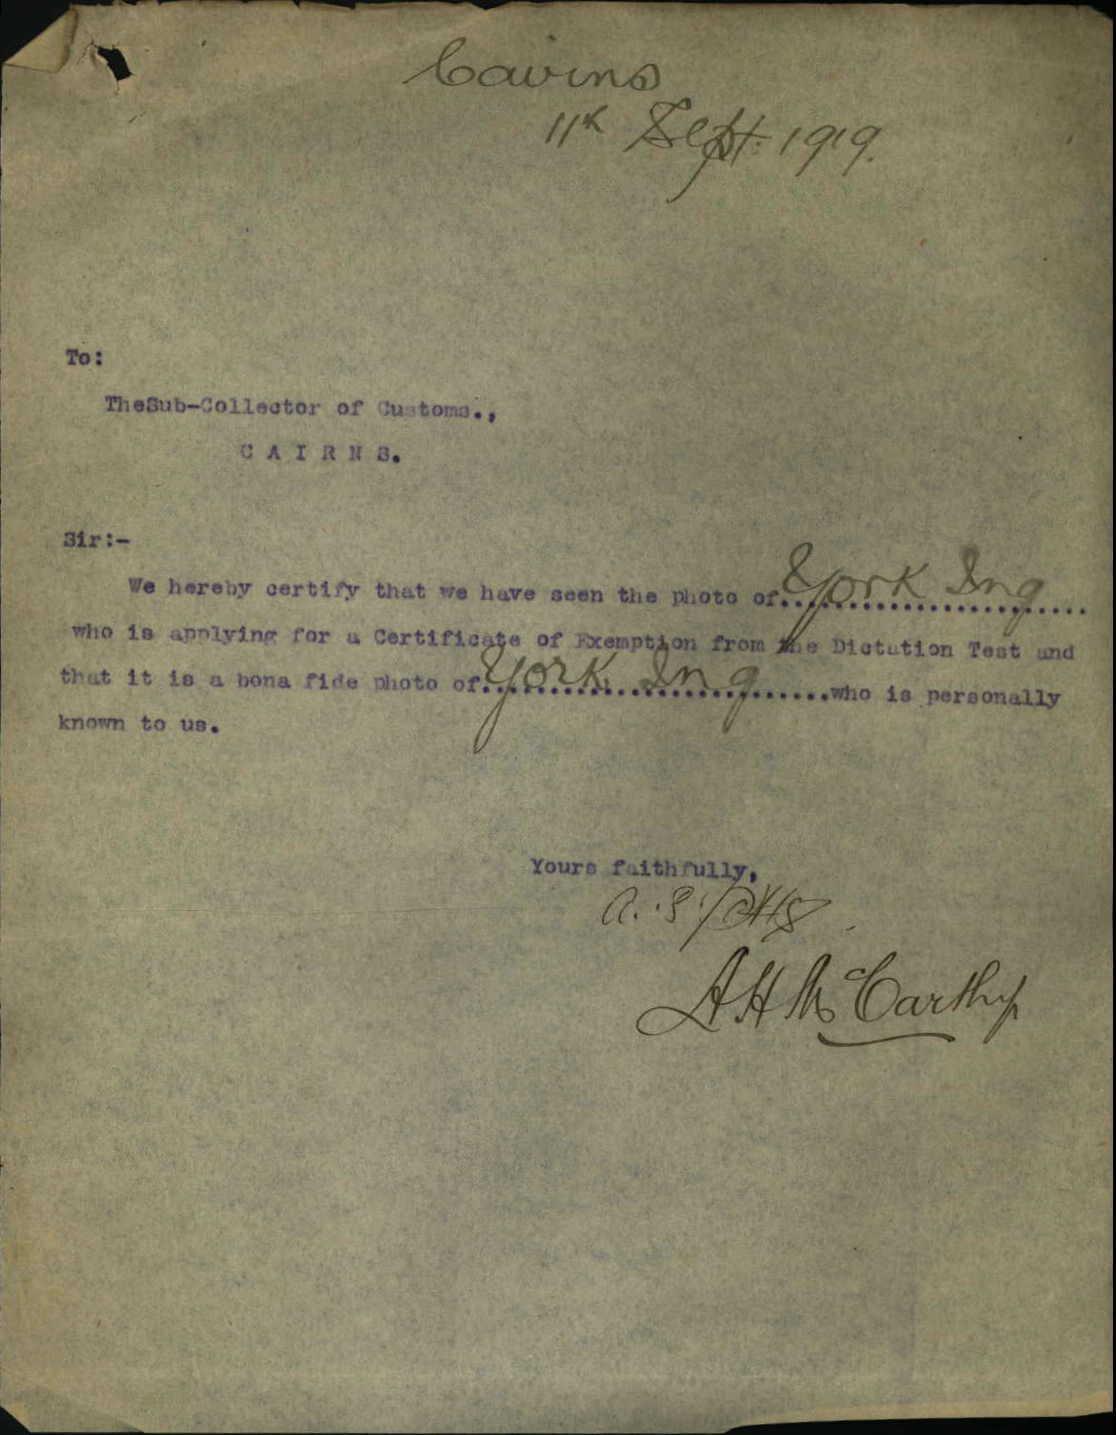 Cairns
11th Sept. 1919.
To:
TheSub-Collector of Customs.,
C A I R N S.
Sir:-
We hereby certify that we have seen the photo of York Ing
who is applying for a Certificate of Exemption from the Dictation Test and
that it is a bona fide photo of York Ing who is personally
known to us.
Yours faithfully,
A H McCarthy